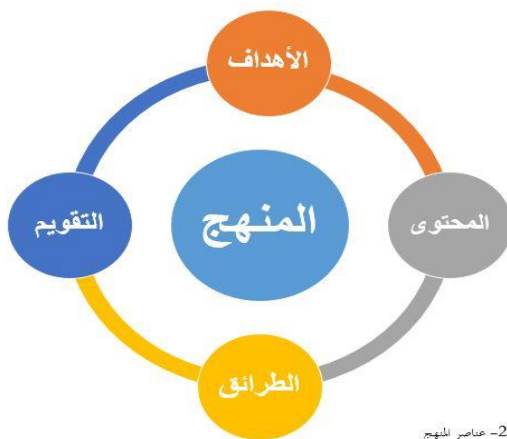 الأهداف
المحتوى
المنهج
التقويم
الطرائق
2- عناصر المنهج